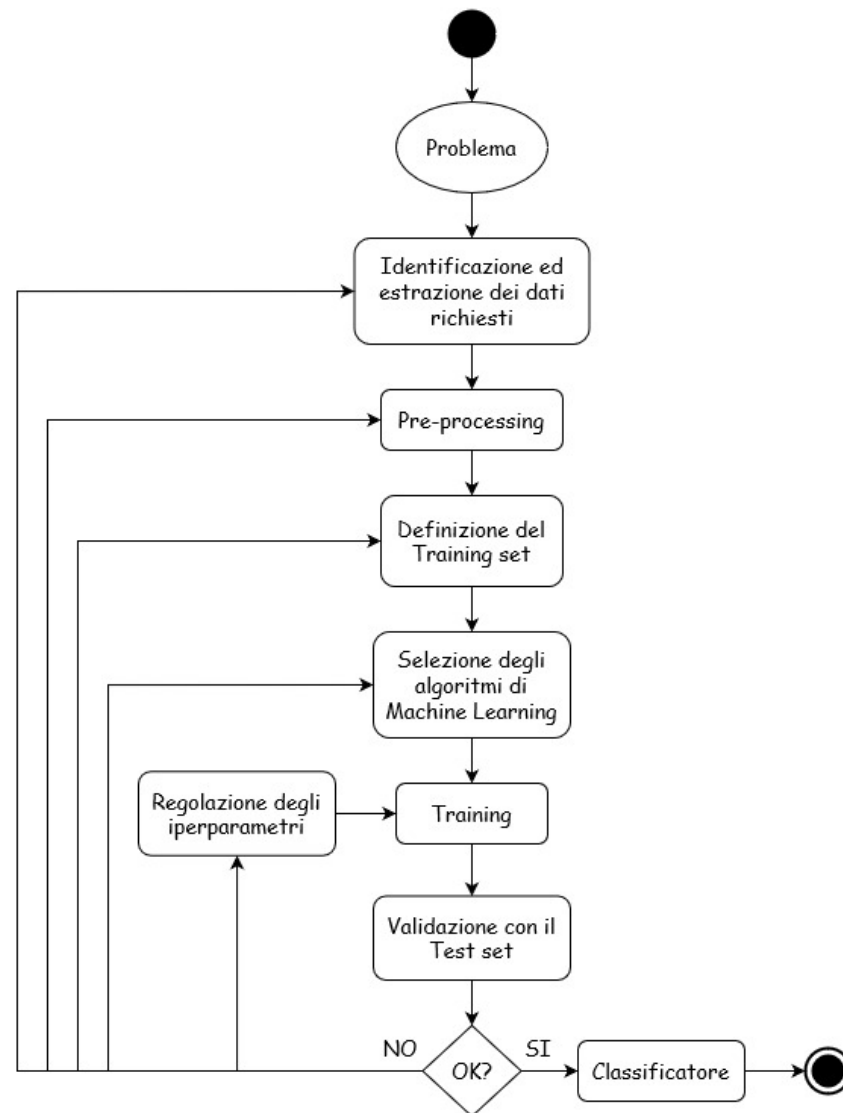 Problema
Identificazione ed
estrazione dei dati
richiesti
Pre-processing
Definizione del
Training set
Selezione degli
algoritmi di
Machine Learning
Regolazione degli
iperparametri
Training
Validazione con il
Test set
NO
OK?
SI
Classificatore